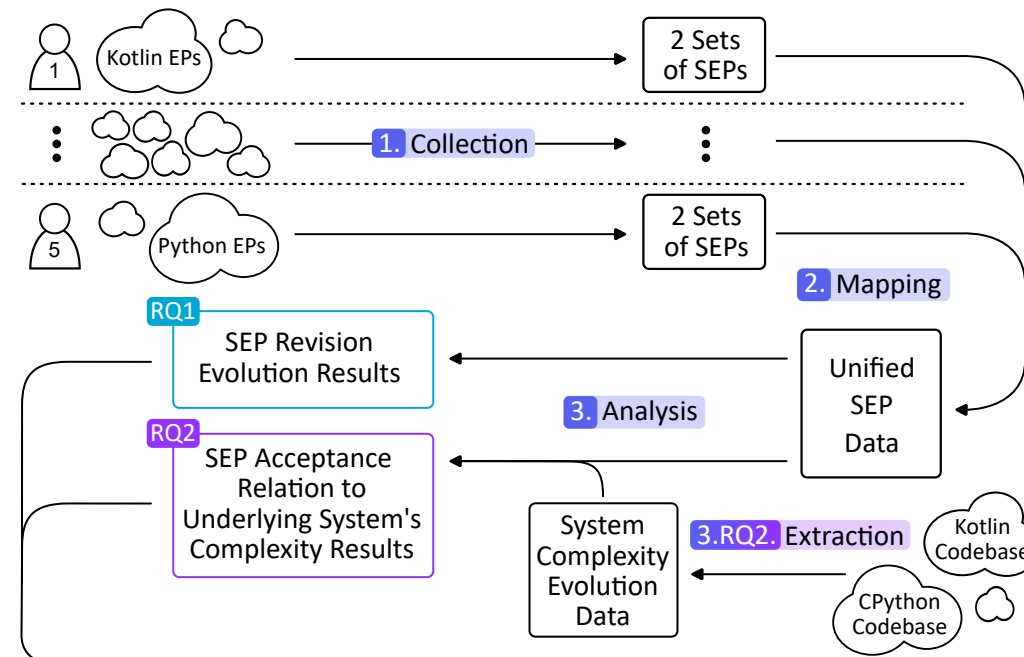 Kotlin EPs
1
2 Sets
of SEPs
1. Collection
5
Python EPs
2 Sets
of SEPs
2. Mapping
RQ1
SEP Revision
Evolution Results
Unified
SEP
Data
3. Analysis
RQ2
SEP Acceptance
Relation to
Underlying System's
Complexity Results
System
Complexity
Evolution
Data
3.RQ2. Extraction
Kotlin
Codebase
CPython
Codebase